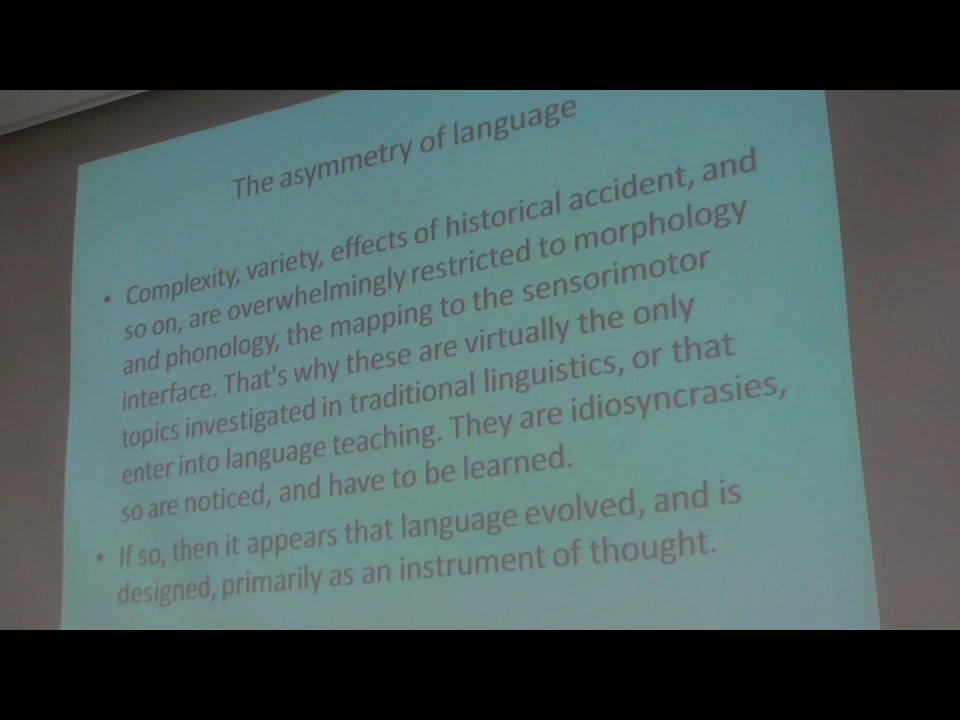 The asymmetry of language
• Complexity, variety, effects of historical accident, and
so on, are overwhelmingly restricted to morphology
and phonology, the mapping to the sensorimotor
interface. That's why these are virtually the only
topics investigated in traditional linguistics, or that
enter into language teaching. They are idiosyncrasies,
so are noticed, and have to be learned.
• If so, then it appears that language evolved, and is
designed, primarily as an instrument of thought.